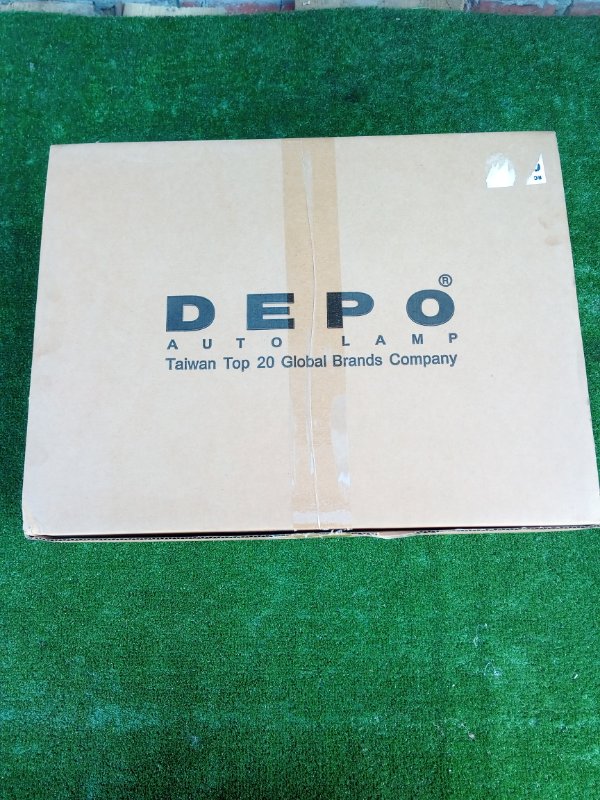 DEPO®
AUTO LAMP
Taiwan Top 20 Global Brands Company